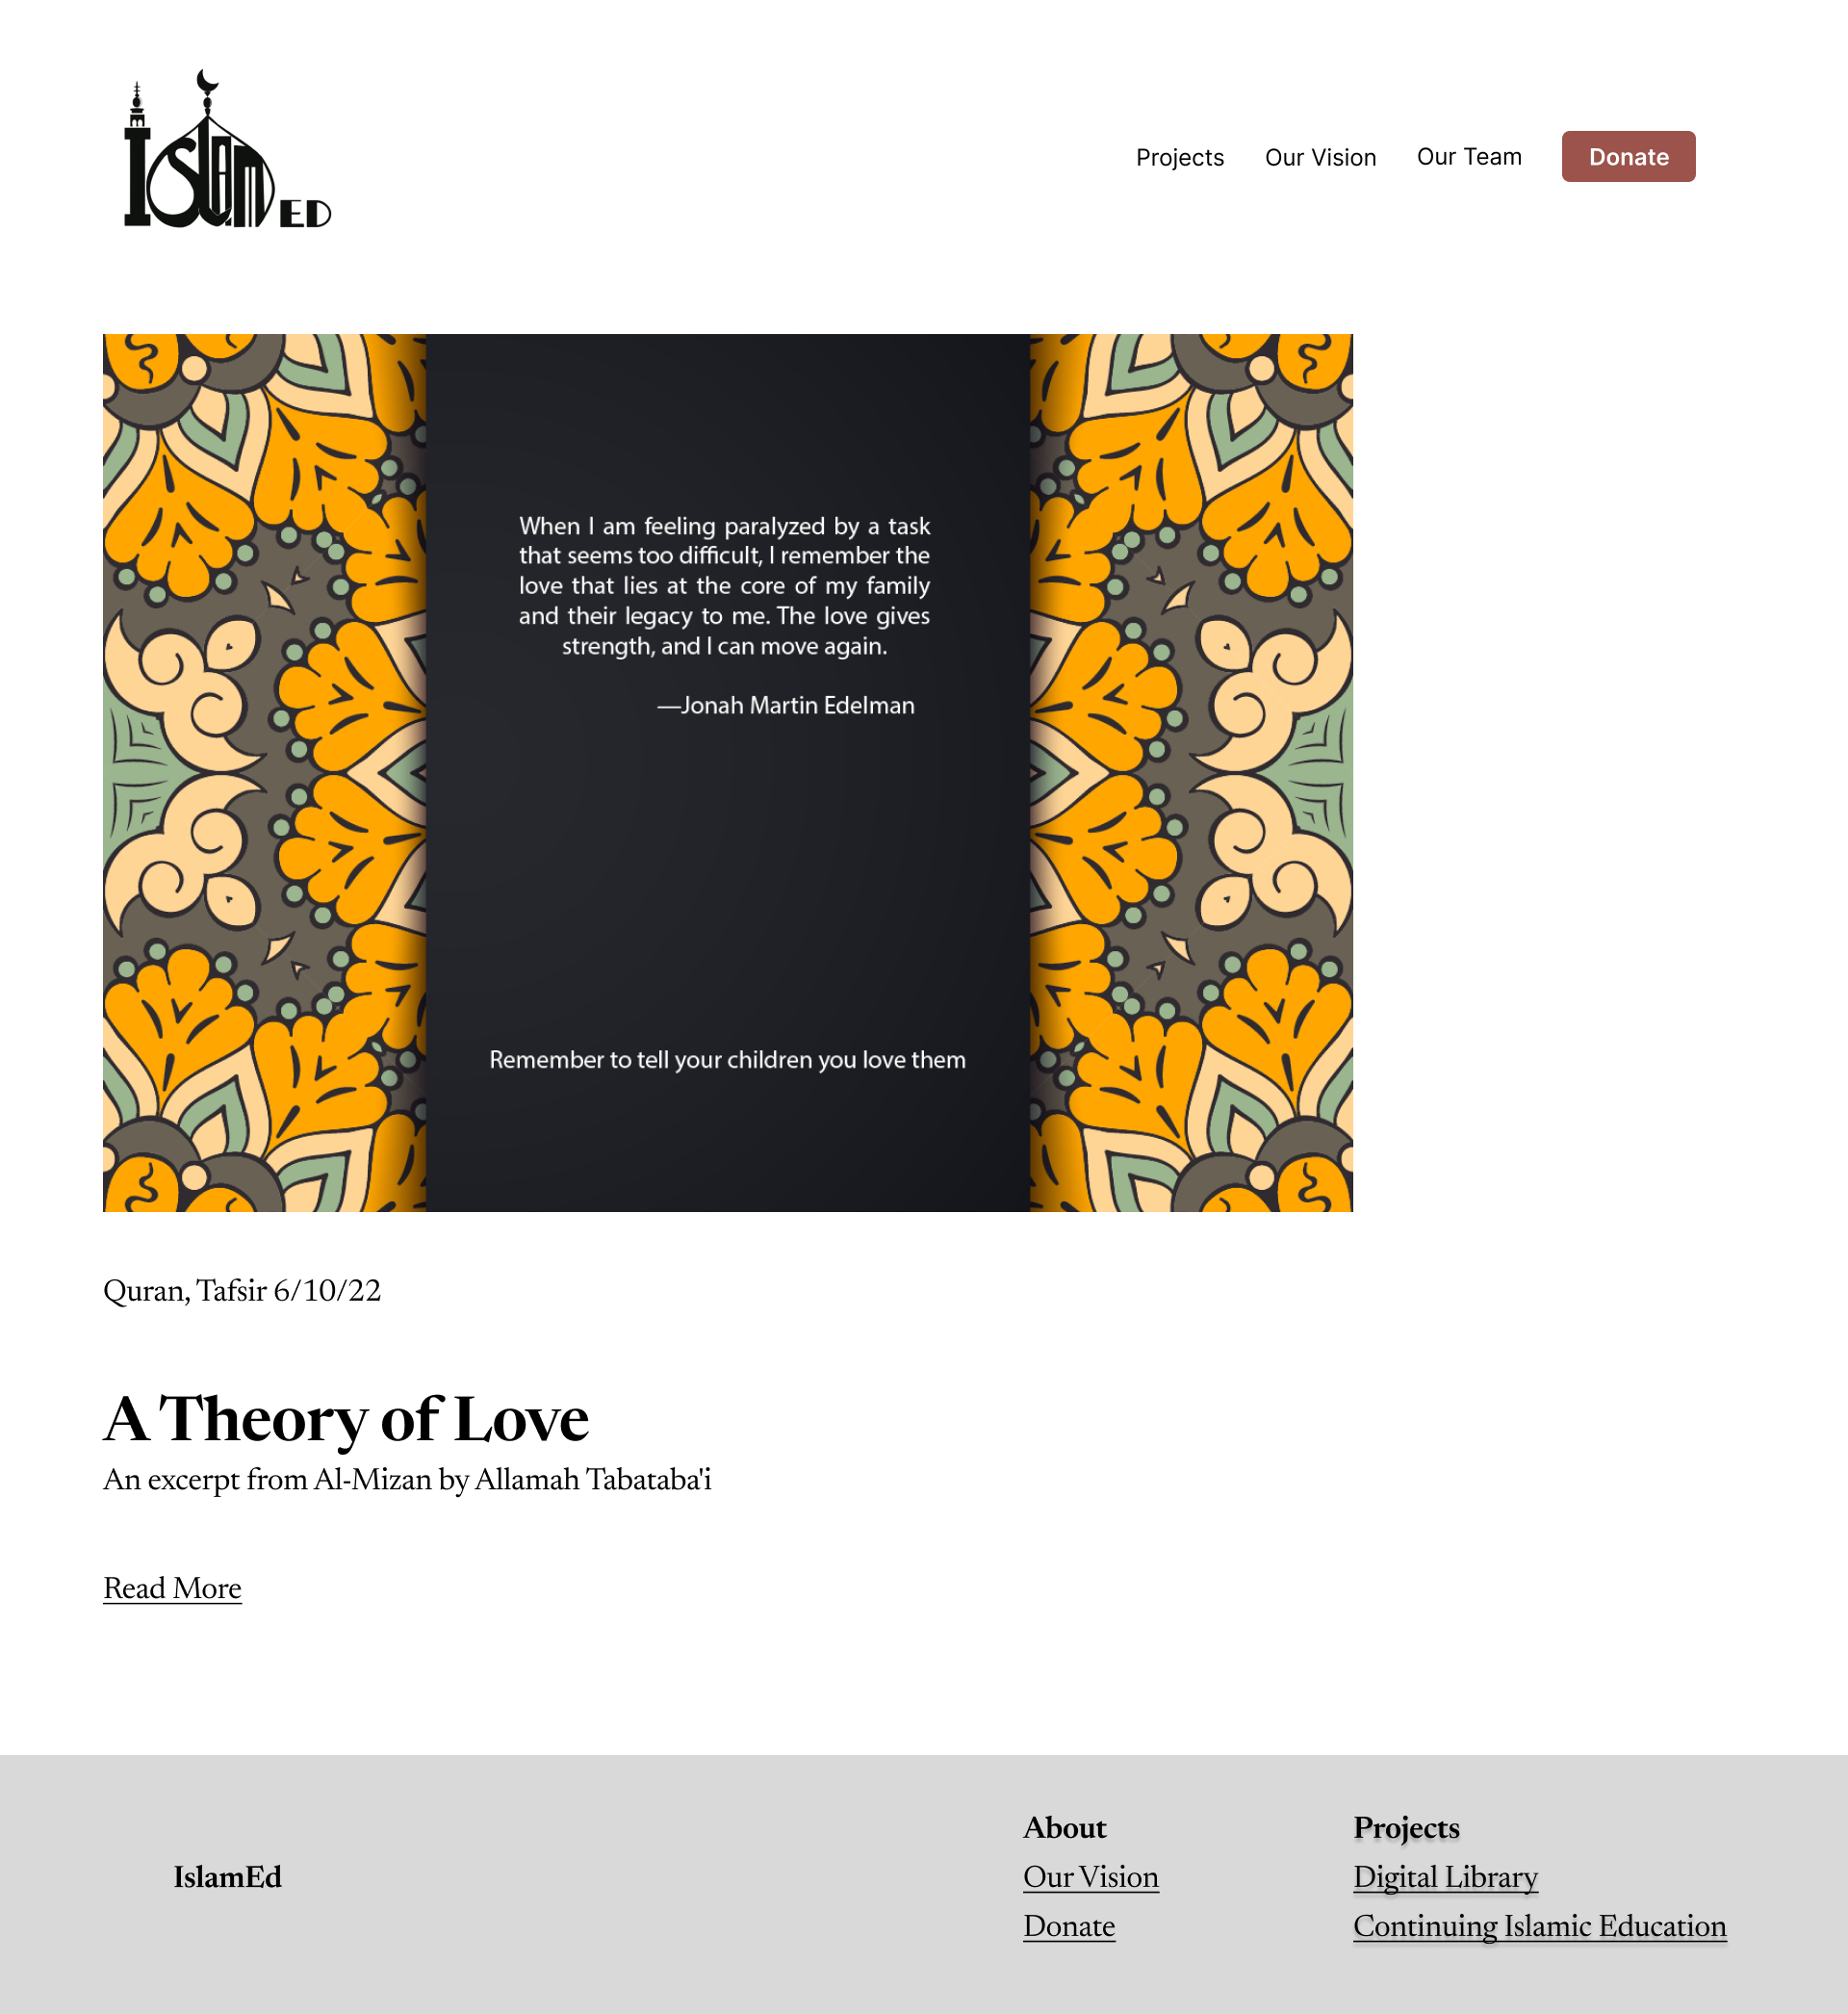 Islam ED
Projects Our Vision Our Team Donate
When I am feeling paralyzed by a task
that seems too difficult, I remember the
love that lies at the core of my family
and their legacy to me. The love gives
strength, and I can move again.
—Jonah Martin Edelman
Remember to tell your children you love them
Quran, Tafsir 6/10/22
A Theory of Love
An excerpt from Al-Mizan by Allamah Tabataba'i
Read More
IslamEd
About
Our Vision
Donate
Projects
Digital Library
Continuing Islamic Education